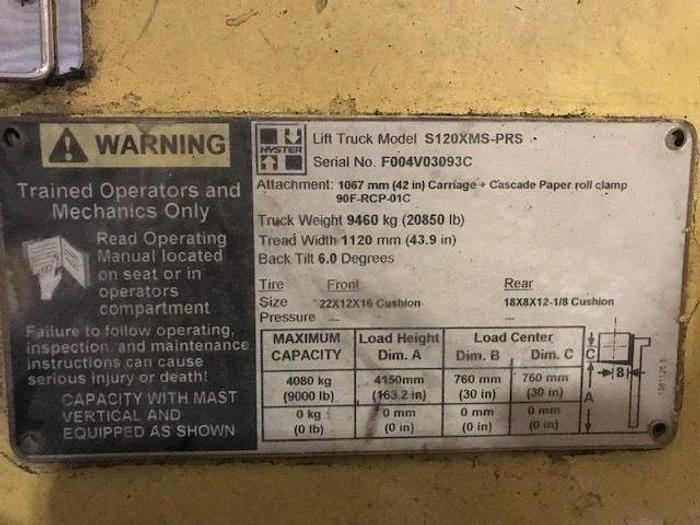 WARNING
Trained Operators and
Mechanics Only
Read Operating
Manual located
on seat or in
operators
compartment
Failure to follow operating,
inspection and maintenance
instructions can cause
serious injury or death!
CAPACITY WITH MAST
VERTICAL AND
EQUIPPED AS SHOWN
HYSTER
Lift Truck Model S120XMS-PRS
Serial No. F004V03093C
Attachment: 1067 mm (42 in) Carriage + Cascade Paper roll clamp
90F-RCP-01C
Truck Weight 9460 kg (20850 lb)
Tread Width 1120 mm (43.9 in)
Back Tilt 6.0 Degrees
Tire Front Rear
Size 22X12X16 Cushion 18X8X12-1/8 Cushion
Pressure --- ---
MAXIMUM CAPACITY Load Height Dim. A Load Center Dim. B Dim. C
4080 kg 4150mm 760 mm 760 mm
(9000 lb) (163.2 in) (30 in) (30 in)
0 kg 0 mm 0 mm 0 mm
(0 lb) (0 in) (0 in) (0 in)
C
B
A